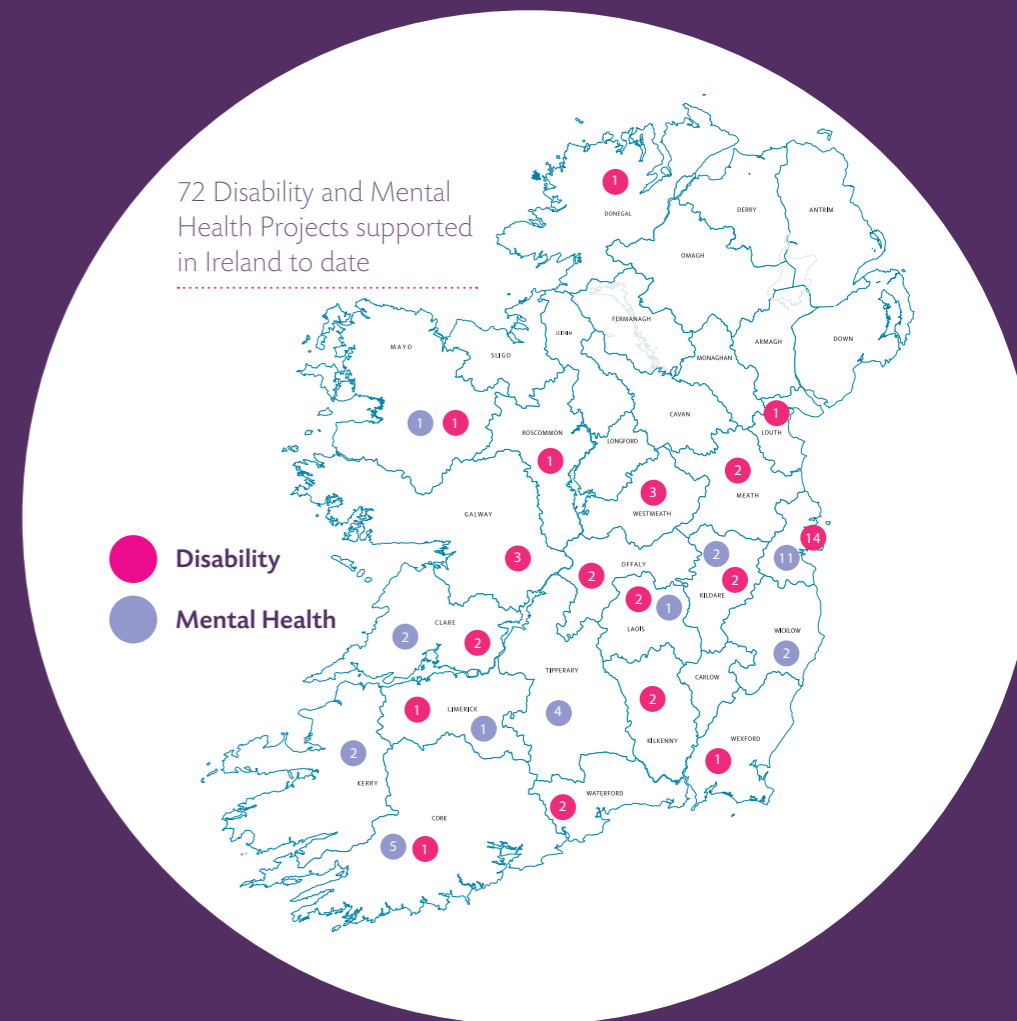 72 Disability and Mental
Health Projects supported
in Ireland to date
1
DONEGAL
DERRY
ANTRIM
OMAGH
FERMANAGH
LEITRIM
MAYO
SLIGO
MONAGHAN
ARMAGH
DOWN
1
1
ROSCOMMON
1
CAVAN
LONGFORD
1
LOUTH
2
MEATH
3
WESTMEATH
GALWAY
3
14
11
Disability
Mental Health
OFFALY
2
2
2
KILDARE
2
1
LAOIS
CLARE
2
2
WICKLOW
2
TIPPERARY
4
CARLOW
1
LIMERICK
1
2
KILKENNY
WEXFORD
1
2
KERRY
WATERFORD
2
CORK
5
1